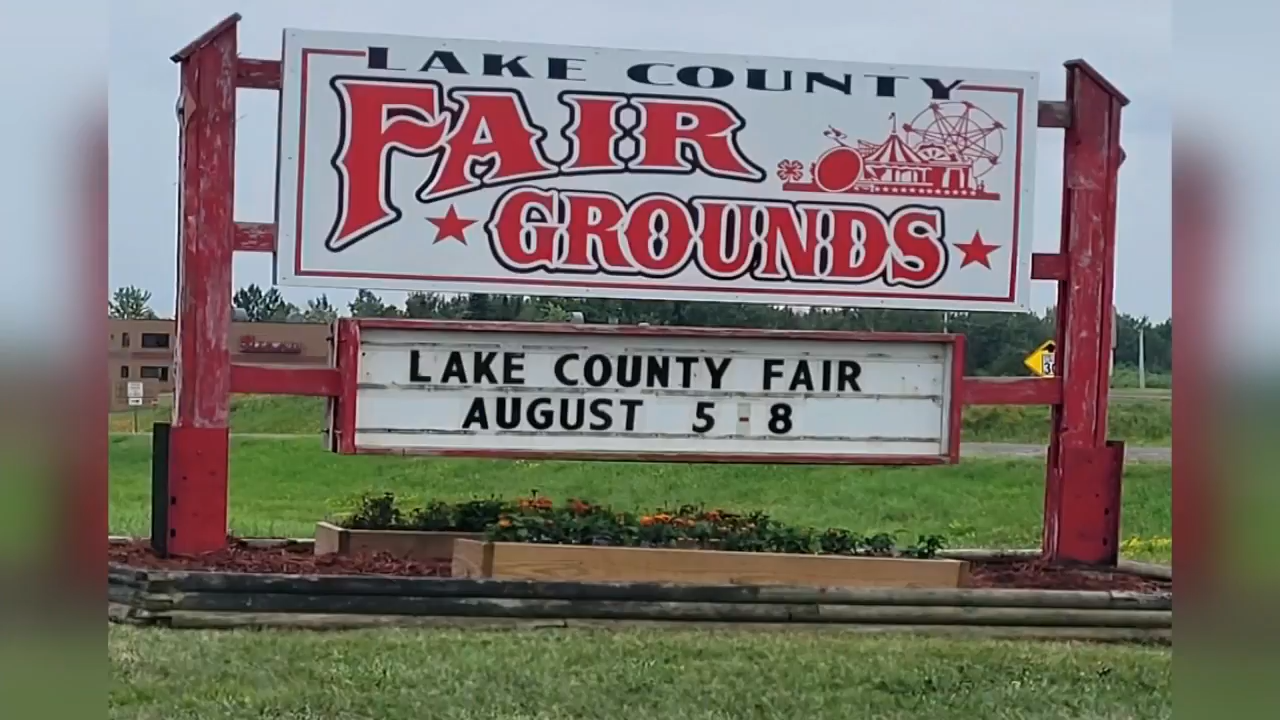 LAKE COUNTY
FAIR
GROUNDS
LAKE COUNTY FAIR
AUGUST 5 - 8